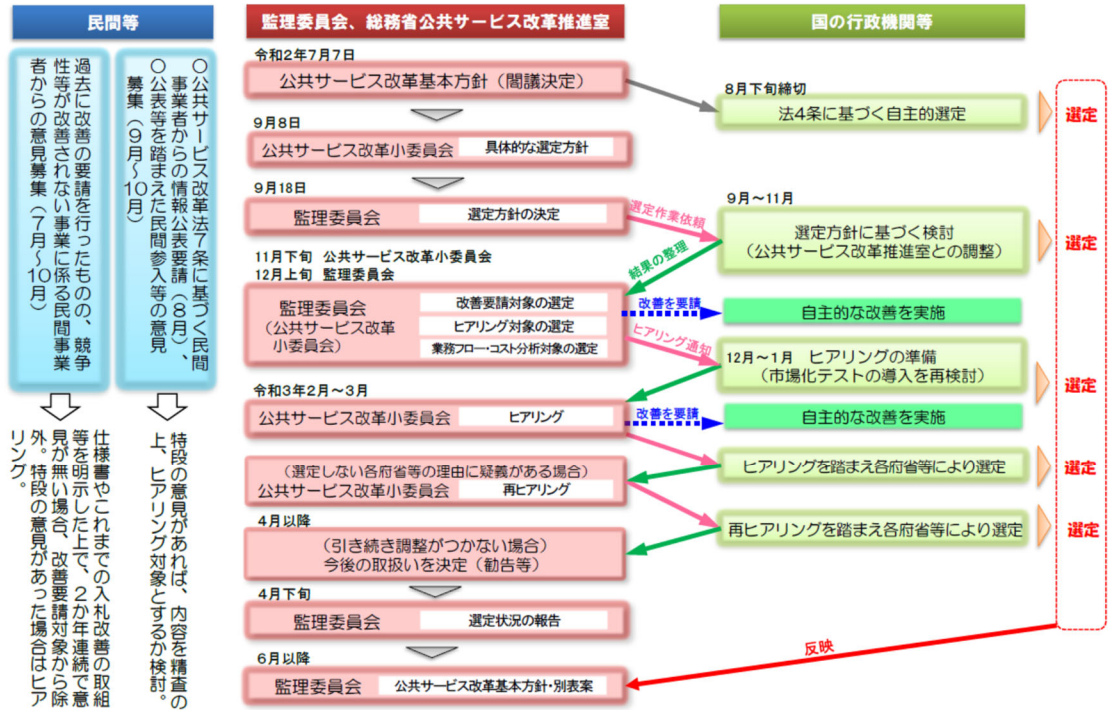 民間等
監理委員会、総務省公共サービス改革推進室
国の行政機関等
〇公共サービス改革法7条に基づく民間
事業者からの情報公表要請（8月）、
〇公表等を踏まえた民間参入等の意見
募集（9月～10月）
過去に改善の要請を行ったものの、競争
性等が改善されない事業に係る民間事業
者からの意見募集（7月～10月）
特段の意見があれば、内容を精査の
上、ヒアリング対象とするか検討。
仕様書やこれまでの入札改善の取組
等を明示した上で、2か年連続で意
見が無い場合、改善要請対象から除
外。特段の意見があった場合はヒア
リング。
令和2年7月7日
公共サービス改革基本方針（閣議決定）
9月8日
公共サービス改革小委員会 具体的な選定方針
9月18日
監理委員会 選定方針の決定
11月下旬 公共サービス改革小委員会
12月上旬 監理委員会
監理委員会
（公共サービス改革
小委員会）
改善要請対象の選定
ヒアリング対象の選定
業務フロー・コスト分析対象の選定
令和3年2月～3月
公共サービス改革小委員会 ヒアリング
（選定しない各府省等の理由に疑義がある場合）
公共サービス改革小委員会 再ヒアリング
4月以降
（引き続き調整がつかない場合）
今後の取扱いを決定（勧告等）
4月下旬
監理委員会 選定状況の報告
6月以降
監理委員会 公共サービス改革基本方針・別表案
選定作業依頼
結果の整理
改善を要請
ヒアリング通知
改善を要請
反映
8月下旬締切
法4条に基づく自主的選定
9月～11月
選定方針に基づく検討
（公共サービス改革推進室との調整）
自主的な改善を実施
12月～1月 ヒアリングの準備
（市場化テストの導入を再検討）
自主的な改善を実施
ヒアリングを踏まえ各府省等により選定
再ヒアリングを踏まえ各府省等により選定
選定
選定
選定
選定
選定